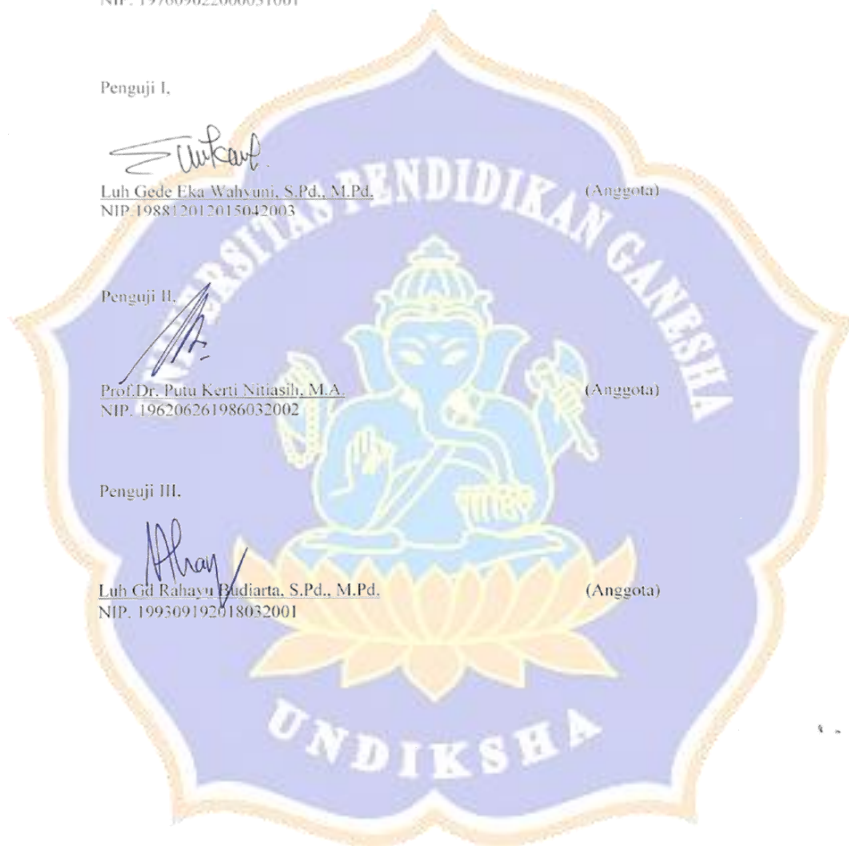 Penguji I,
Luh Gede Eka Wahyuni, S.Pd., M.Pd. (Anggota)
NIP.198812012015042003
Penguji II,
Prof.Dr. Putu Kerti Nitiasih, M.A. (Anggota)
NIP. 196206261986032002
Penguji III.
Luh Gd Rahayu Budiarta, S.Pd., M.Pd. (Anggota)
NIP. 199309192018032001
UNIVERSITAS PENDIDIKAN GANESHA
UNDIKSHA